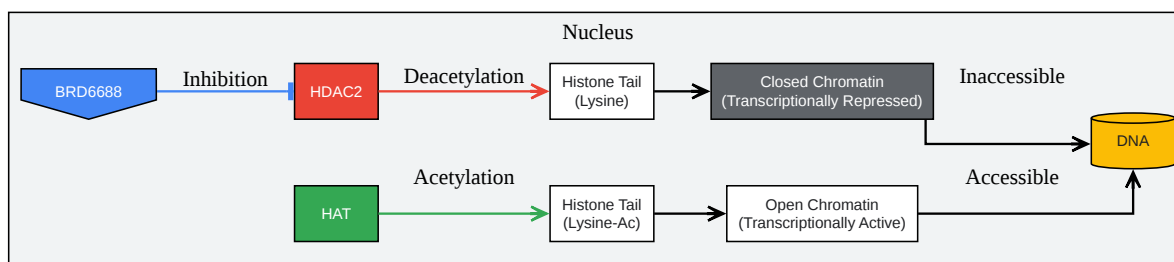 Nucleus
BRD6688
Inhibition
HDAC2
Deacetylation
Histone Tail
(Lysine)
Closed Chromatin
(Transcriptionally Repressed)
Inaccessible
DNA
HAT
Acetylation
Histone Tail
(Lysine-Ac)
Open Chromatin
(Transcriptionally Active)
Accessible